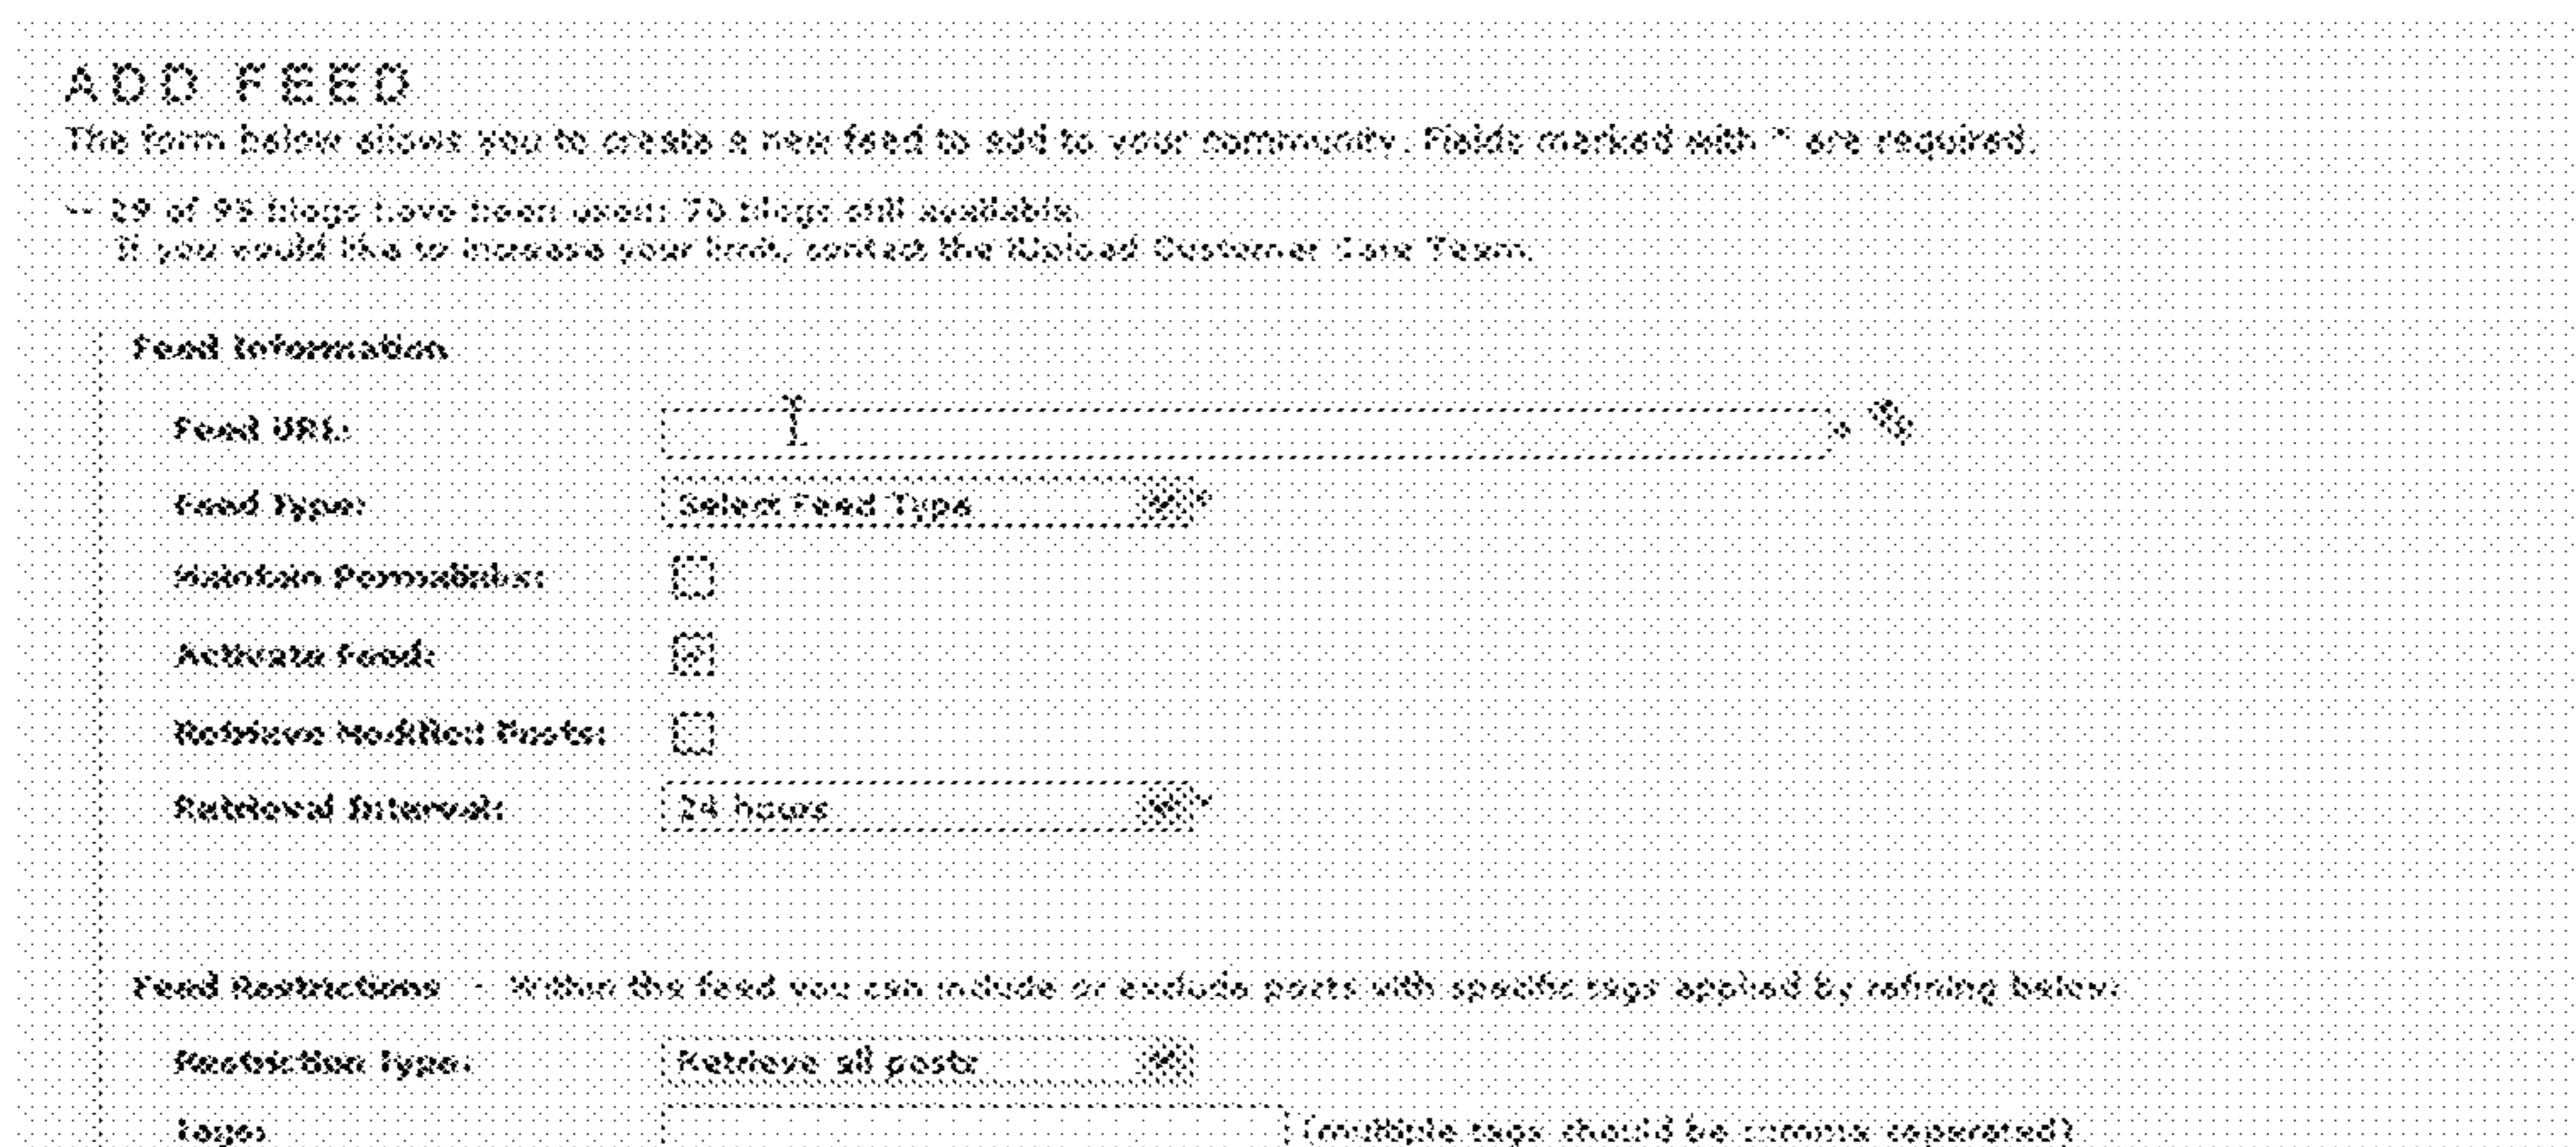 ADD FEED
The form below allows you to create a new feed to add to your community. Fields marked with * are required.
of blogs have been used: blogs still available.
If you would like to increase your limit, contact the iUpload Customer Care Team.
Feed Information
Feed URL:
Feed Type: Select Feed Type *
Maintain Permalinks:
Activate Feed:
Retrieve Modified Posts:
Retrieval Interval: 24 hours *
Feed Restrictions - Within the feed you can include or exclude posts with specific tags applied by refining below:
Restriction Type: Retrieve all posts
Tags: (multiple tags should be comma seperated)